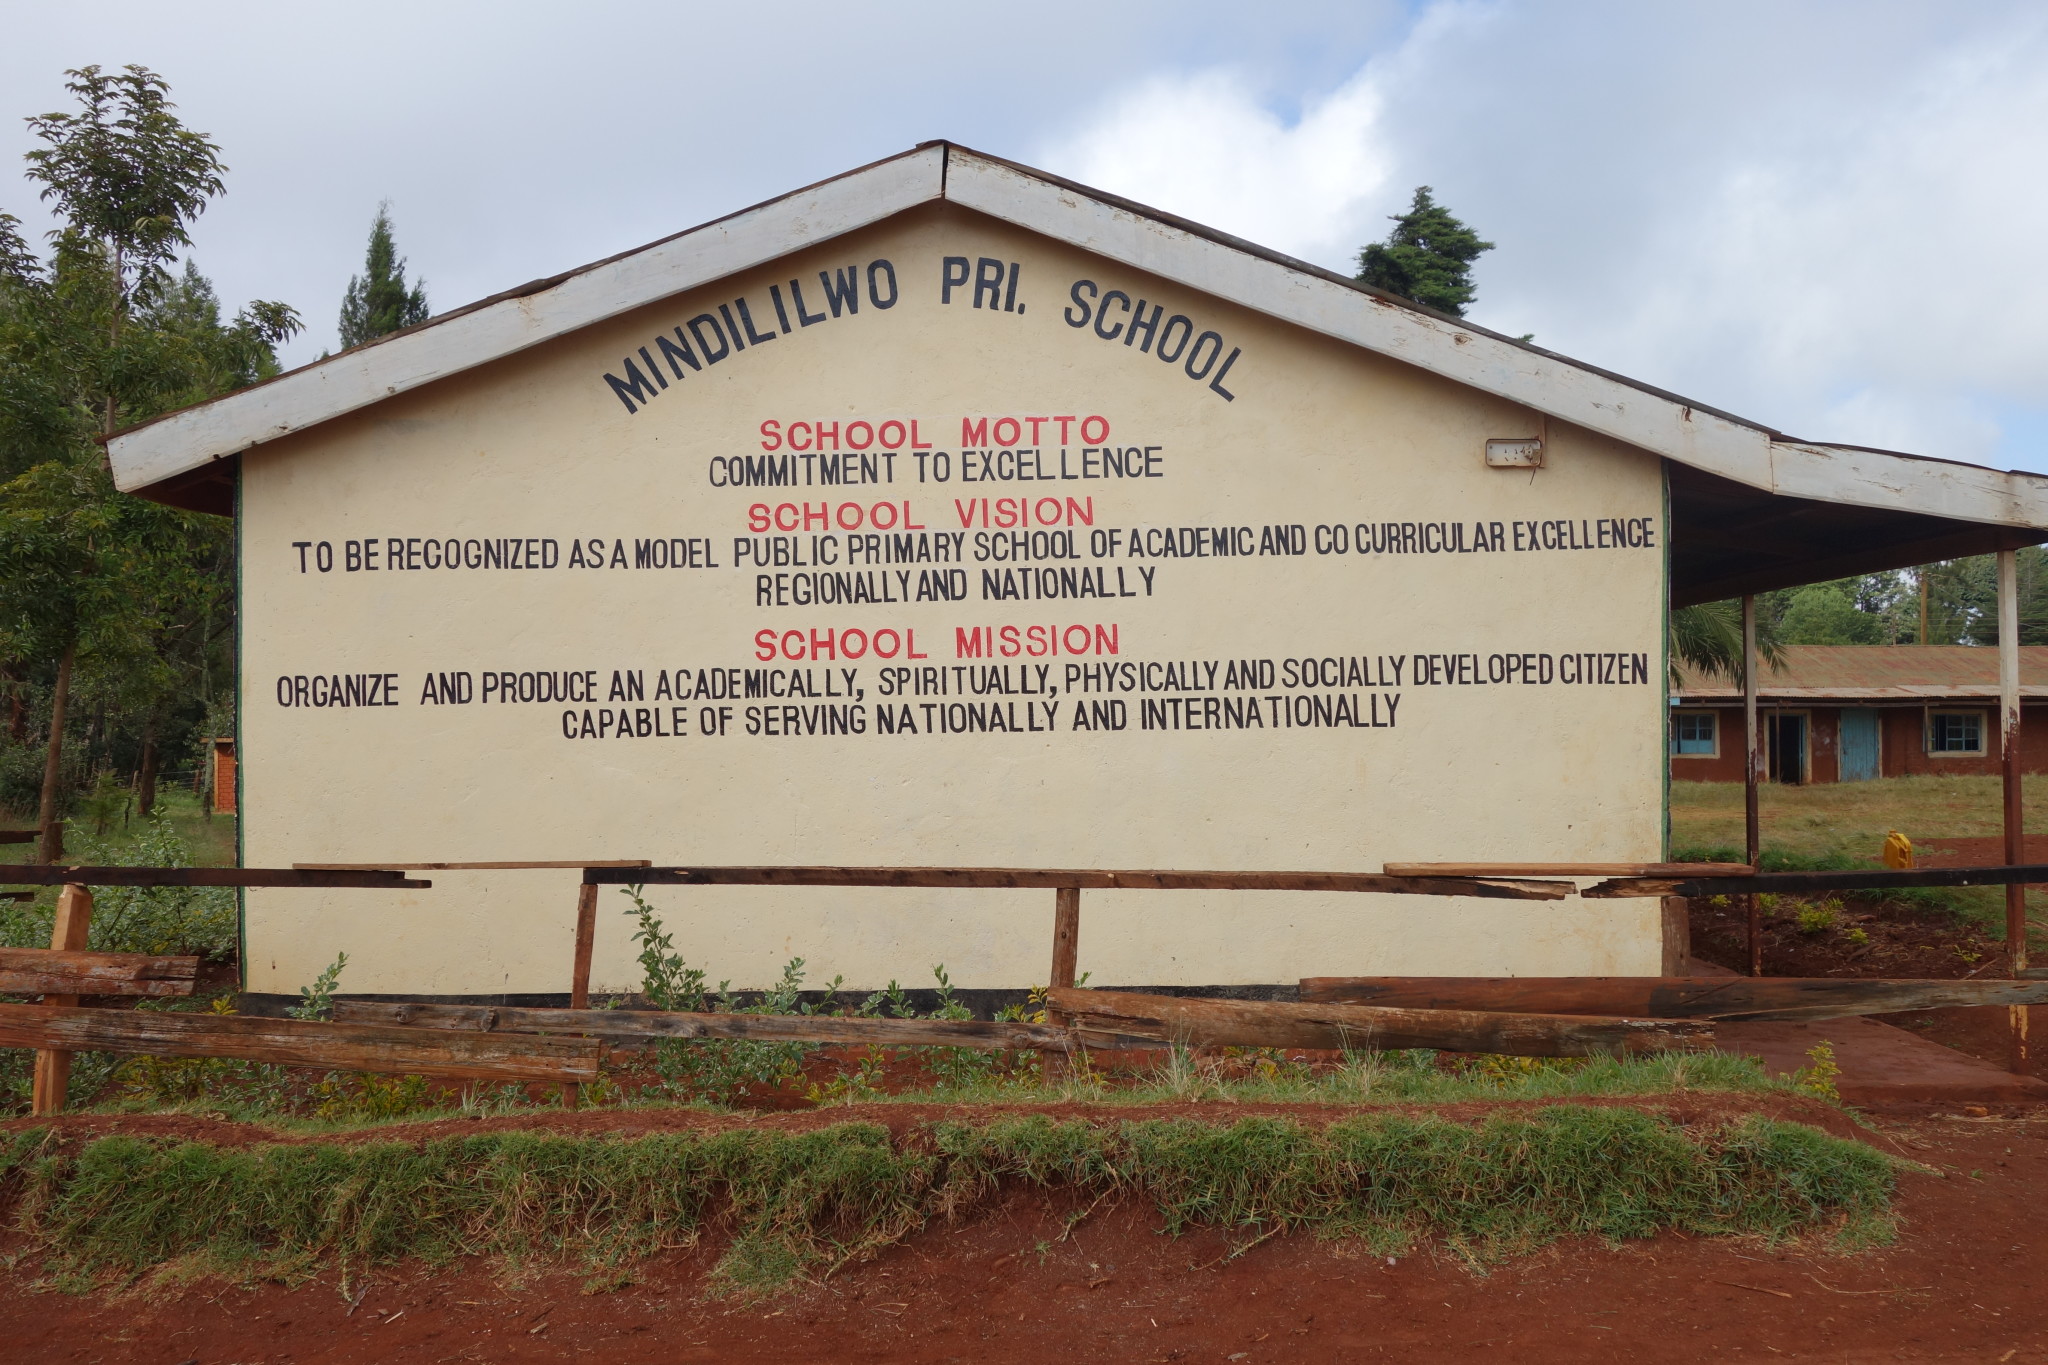 MINDILILWO PRI. SCHOOL
SCHOOL MOTTO
COMMITMENT TO EXCELLENCE
SCHOOL VISION
TO BE RECOGNIZED AS A MODEL PUBLIC PRIMARY SCHOOL OF ACADEMIC AND CO CURRICULAR EXCELLENCE
REGIONALLY AND NATIONALLY
SCHOOL MISSION
ORGANIZE AND PRODUCE AN ACADEMICALLY, SPIRITUALLY, PHYSICALLY AND SOCIALLY DEVELOPED CITIZEN
CAPABLE OF SERVING NATIONALLY AND INTERNATIONALLY